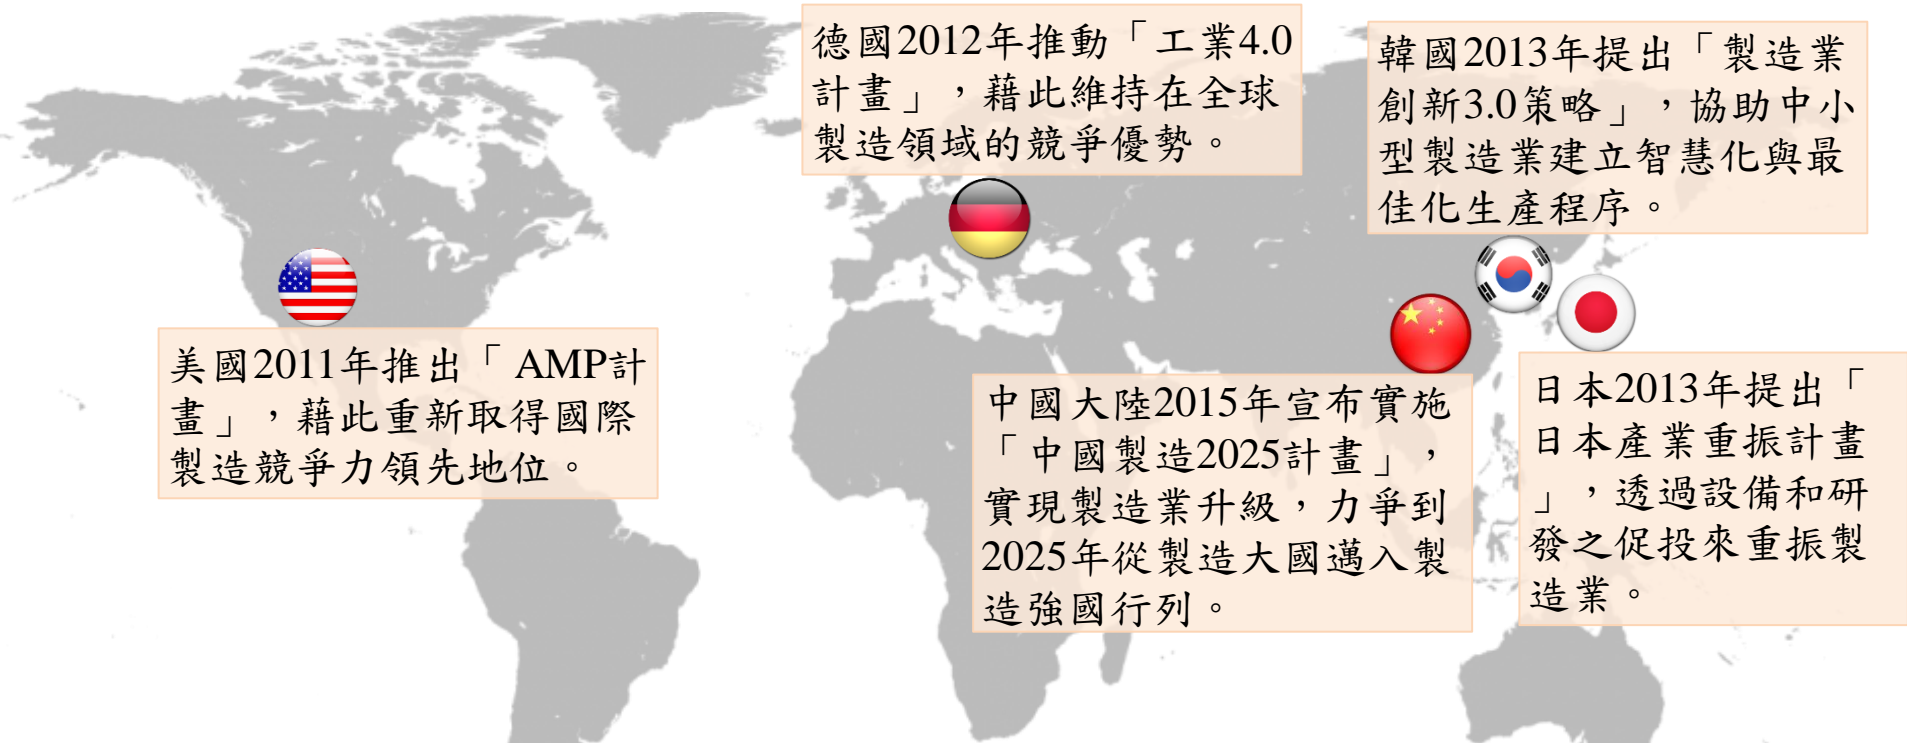 德國2012年推動「工業4.0
計畫」，藉此維持在全球
製造領域的競爭優勢。
韓國2013年提出「製造業
創新3.0策略」，協助中小
型製造業建立智慧化與最
佳化生產程序。
美國2011年推出「 AMP計
畫」，藉此重新取得國際
製造競爭力領先地位。
中國大陸2015年宣布實施
「中國製造2025計畫」，
實現製造業升級，力爭到
2025年從製造大國邁入製
造強國行列。
日本2013年提出「
日本產業重振計畫
」，透過設備和研
發之促投來重振製
造業。